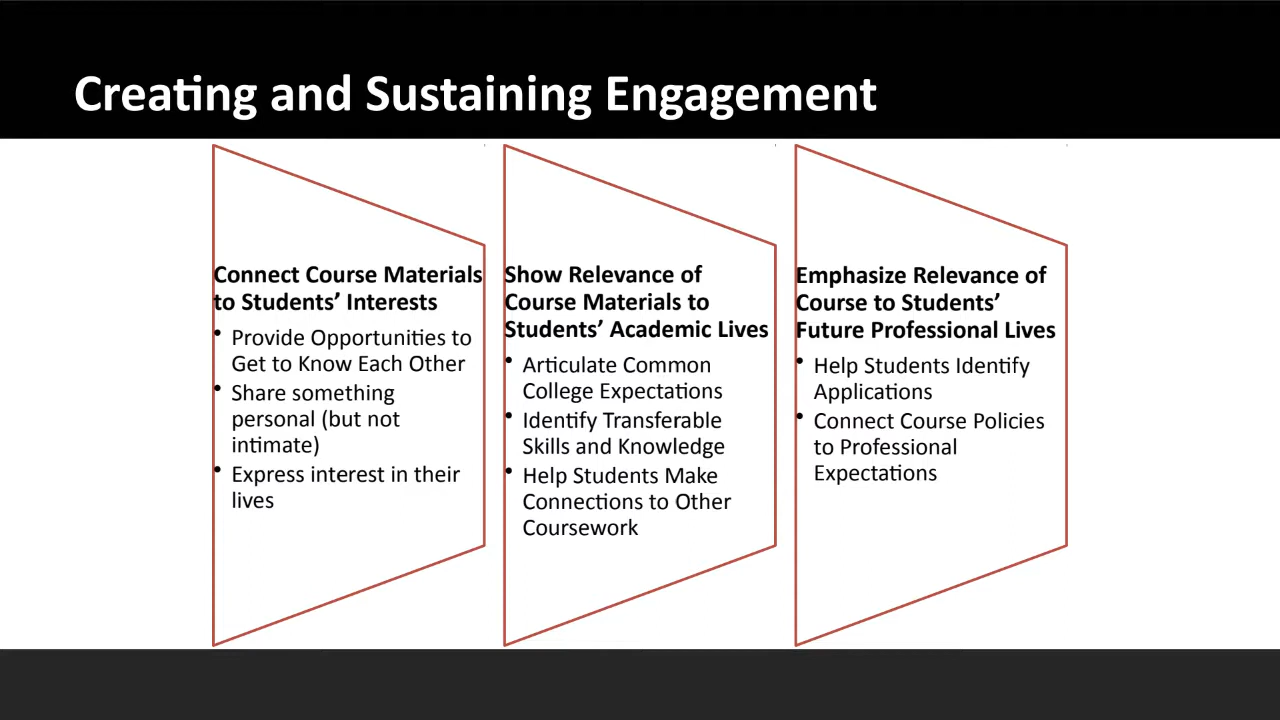 Creating and Sustaining Engagement
Connect Course Materials
to Students’ Interests
• Provide Opportunities to
Get to Know Each Other
• Share something
personal (but not
intimate)
• Express interest in their
lives
Show Relevance of
Course Materials to
Students’ Academic Lives
• Articulate Common
College Expectations
• Identify Transferable
Skills and Knowledge
• Help Students Make
Connections to Other
Coursework
Emphasize Relevance of
Course to Students’
Future Professional Lives
• Help Students Identify
Applications
• Connect Course Policies
to Professional
Expectations